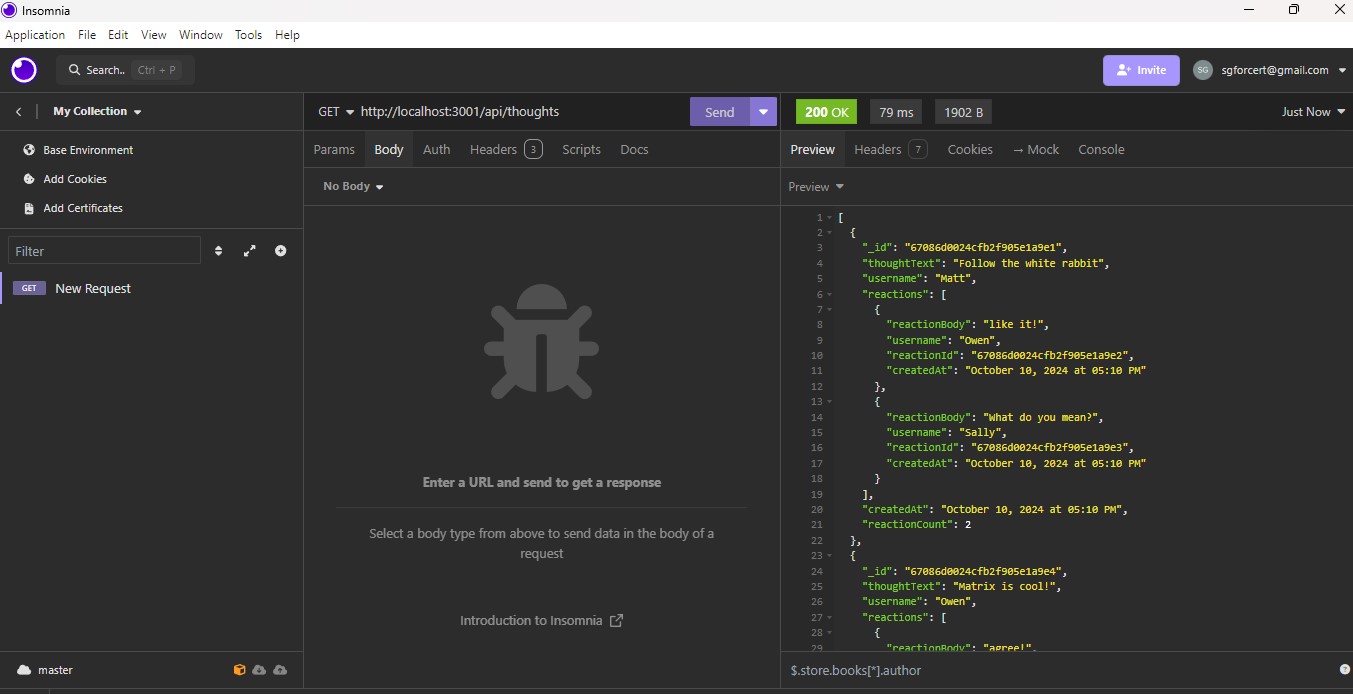 Insomnia
Application File Edit View Window Tools Help
Search.. Ctrl + P
Invite
SG sgforcert@gmail.com
My Collection
Base Environment
Add Cookies
Add Certificates
Filter
GET New Request
master
GET http://localhost:3001/api/thoughts Send
Params Body Auth Headers 3 Scripts Docs
No Body
Enter a URL and send to get a response
Select a body type from above to send data in the body of a
request
Introduction to Insomnia
200 OK 79 ms 1902 B Just Now
Preview Headers 7 Cookies → Mock Console
Preview
1 [
2 {
3 "_id": "67086d0024cfb2f905e1a9e1",
4 "thoughtText": "Follow the white rabbit",
5 "username": "Matt",
6 "reactions": [
7 {
8 "reactionBody": "like it!",
9 "username": "Owen",
10 "reactionId": "67086d0024cfb2f905e1a9e2",
11 "createdAt": "October 10, 2024 at 05:10 PM"
12 },
13 {
14 "reactionBody": "What do you mean?",
15 "username": "Sally",
16 "reactionId": "67086d0024cfb2f905e1a9e3",
17 "createdAt": "October 10, 2024 at 05:10 PM"
18 }
19 ],
20 "createdAt": "October 10, 2024 at 05:10 PM",
21 "reactionCount": 2
22 },
23 {
24 "_id": "67086d0024cfb2f905e1a9e4",
25 "thoughtText": "Matrix is cool!",
26 "username": "Owen",
27 "reactions": [
28 {
29 "reactionBody": "agree!",
$.store.books[*].author